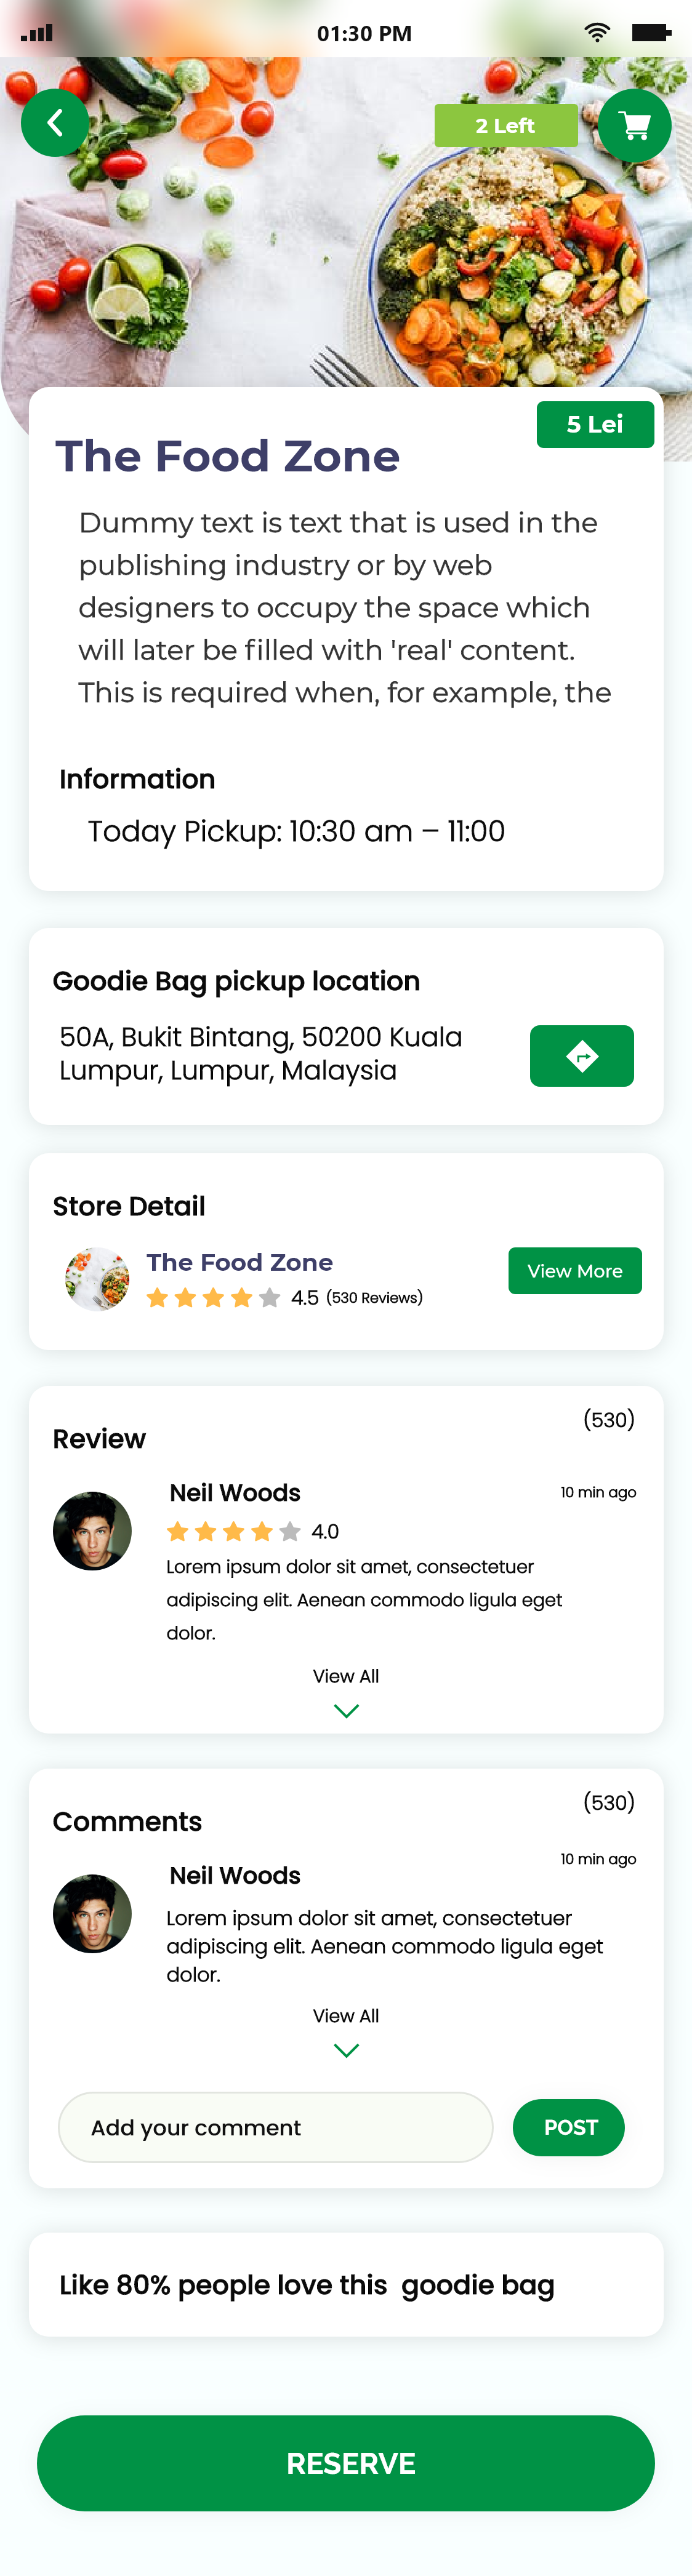 01:30 PM
2 Left
5 Lei
The Food Zone
Dummy text is text that is used in the
publishing industry or by web
designers to occupy the space which
will later be filled with 'real' content.
This is required when, for example, the
Information
Today Pickup: 10:30 am – 11:00
Goodie Bag pickup location
50A, Bukit Bintang, 50200 Kuala
Lumpur, Lumpur, Malaysia
Store Detail
The Food Zone
View More
4.5 (530 Reviews)
(530)
Review
Neil Woods
10 min ago
4.0
Lorem ipsum dolor sit amet, consectetuer
adipiscing elit. Aenean commodo ligula eget
dolor.
View All
(530)
Comments
10 min ago
Neil Woods
Lorem ipsum dolor sit amet, consectetuer
adipiscing elit. Aenean commodo ligula eget
dolor.
View All
Add your comment
POST
Like 80% people love this  goodie bag
RESERVE